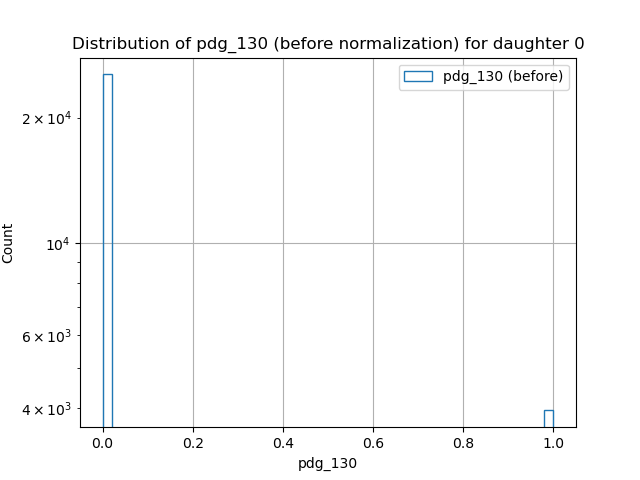 Distribution of pdg_130 (before normalization) for daughter 0
pdg_130 (before)
Count
2 × 10⁴
10⁴
6 × 10³
4 × 10³
0.0 0.2 0.4 0.6 0.8 1.0
pdg_130